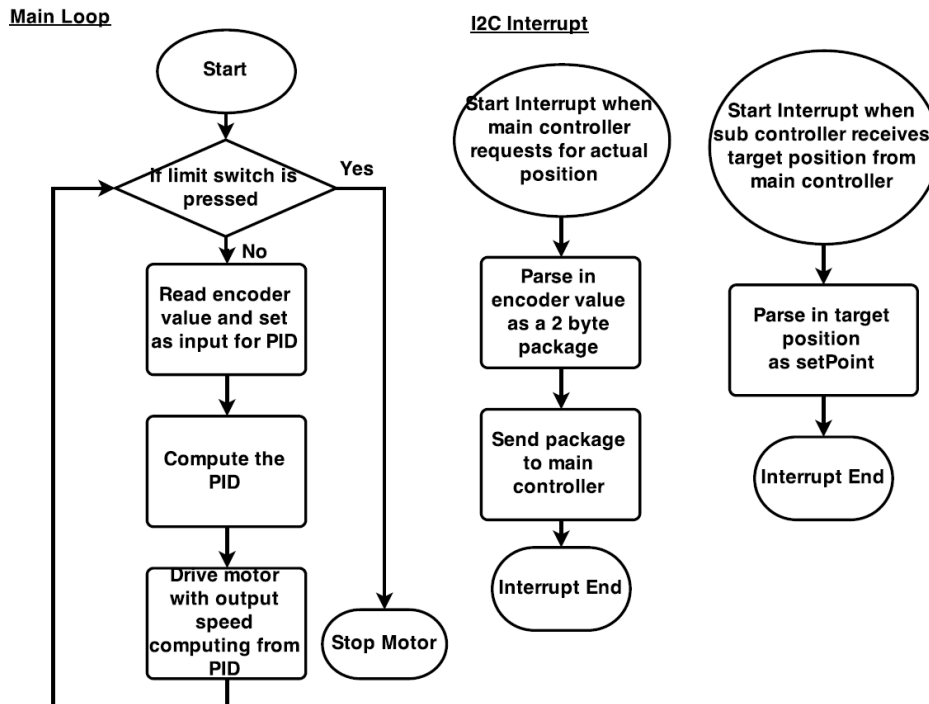 Main Loop
Start
if limit switch is
pressed
Yes
No
Read encoder
value and set
as input for PID
Compute the
PID
Drive motor
with output
speed
computing from
PID
Stop Motor
I2C Interrupt
Start Interrupt when
main controller
requests for actual
position
Parse in
encoder value
as a 2 byte
package
Send package
to main
controller
Interrupt End
Start Interrupt when
sub controller receives
target position from
main controller
Parse in target
position
as setPoint
Interrupt End